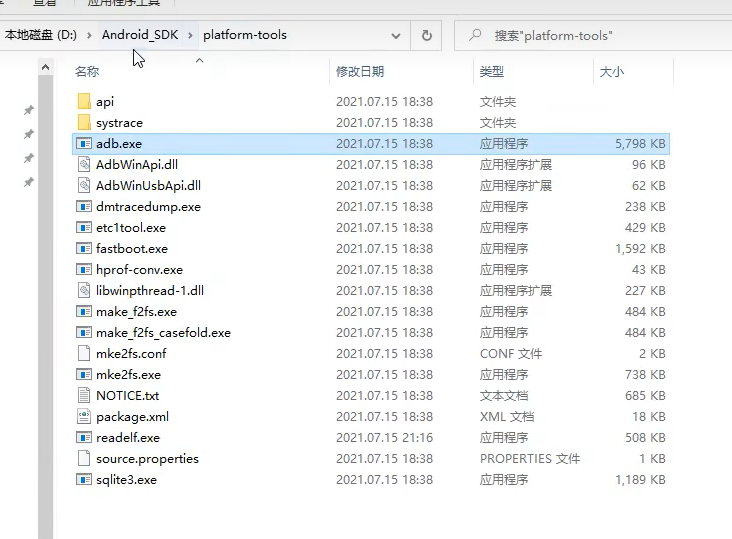 查看 应用程序工具
本地磁盘 (D:) › Android_SDK › platform-tools 搜索"platform-tools"
名称 修改日期 类型 大小
api 2021.07.15 18:38 文件夹
systrace 2021.07.15 18:38 文件夹
adb.exe 2021.07.15 18:38 应用程序 5,798 KB
AdbWinApi.dll 2021.07.15 18:38 应用程序扩展 96 KB
AdbWinUsbApi.dll 2021.07.15 18:38 应用程序扩展 62 KB
dmtracedump.exe 2021.07.15 18:38 应用程序 238 KB
etc1tool.exe 2021.07.15 18:38 应用程序 429 KB
fastboot.exe 2021.07.15 18:38 应用程序 1,592 KB
hprof-conv.exe 2021.07.15 18:38 应用程序 43 KB
libwinpthread-1.dll 2021.07.15 18:38 应用程序扩展 227 KB
make_f2fs.exe 2021.07.15 18:38 应用程序 484 KB
make_f2fs_casefold.exe 2021.07.15 18:38 应用程序 484 KB
mke2fs.conf 2021.07.15 18:38 CONF 文件 2 KB
mke2fs.exe 2021.07.15 18:38 应用程序 738 KB
NOTICE.txt 2021.07.15 18:38 文本文档 685 KB
package.xml 2021.07.15 18:38 XML 文档 18 KB
readelf.exe 2021.07.15 21:16 应用程序 508 KB
source.properties 2021.07.15 18:38 PROPERTIES 文件 1 KB
sqlite3.exe 2021.07.15 18:38 应用程序 1,189 KB